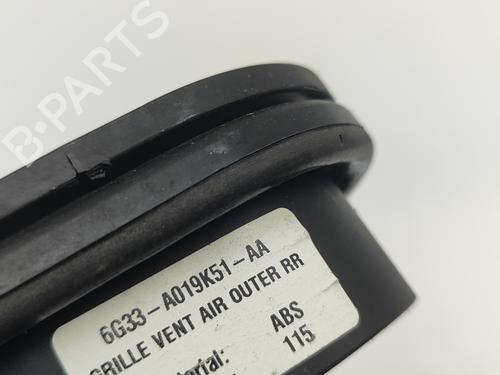 B-PARTS
6G33-A019K51-AA
GRILLE VENT AIR OUTER RR
ABS
115